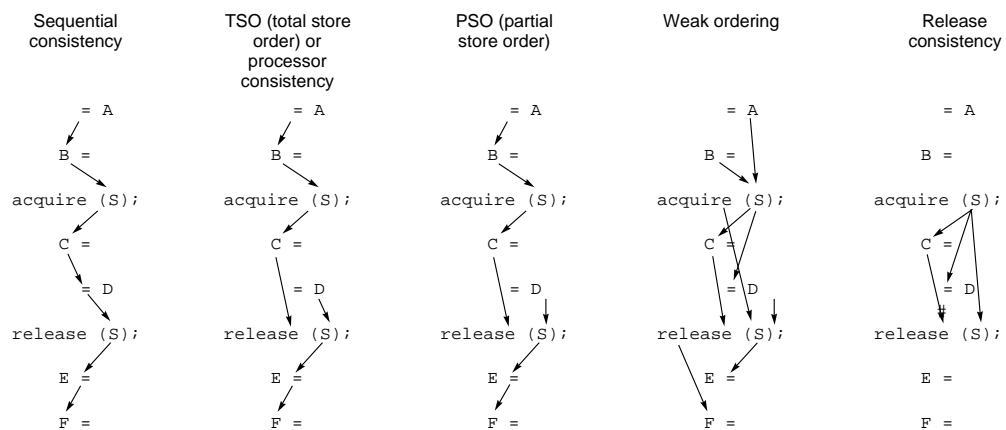 Sequential
consistency
TSO (total store
order) or
processor
consistency
PSO (partial
store order)
Weak ordering
Release
consistency
= A
B =
acquire (S);
C =
= D
release (S);
E =
F =
= A
B =
acquire (S);
C =
= D
release (S);
E =
F =
= A
B =
acquire (S);
C =
= D
release (S);
E =
F =
= A
B =
acquire (S);
C =
= D
release (S);
E =
F =
= A
B =
acquire (S);
C =
= D
release (S);
E =
F =